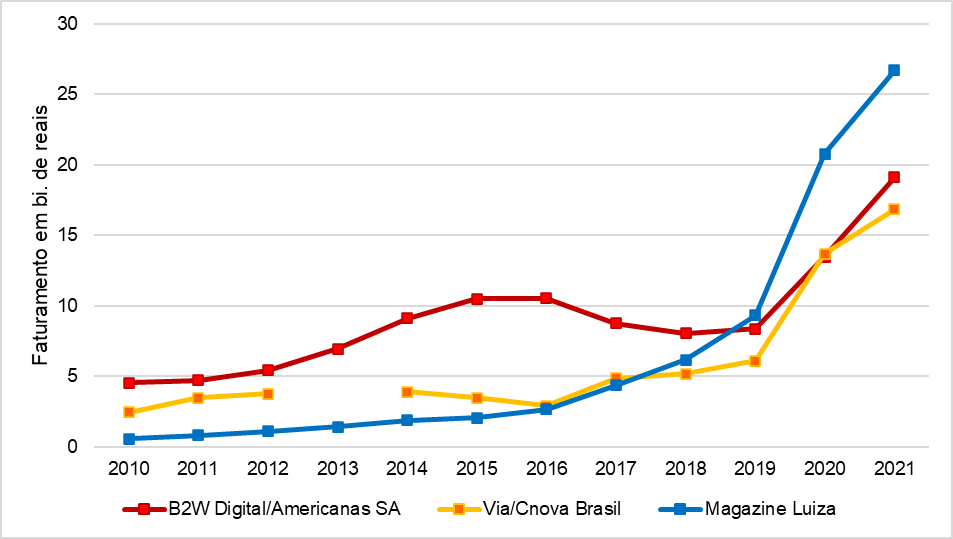 Faturamento em bi. de reais
30
25
20
15
10
5
0
2010 2011 2012 2013 2014 2015 2016 2017 2018 2019 2020 2021
B2W Digital/Americanas SA Via/Cnova Brasil Magazine Luiza